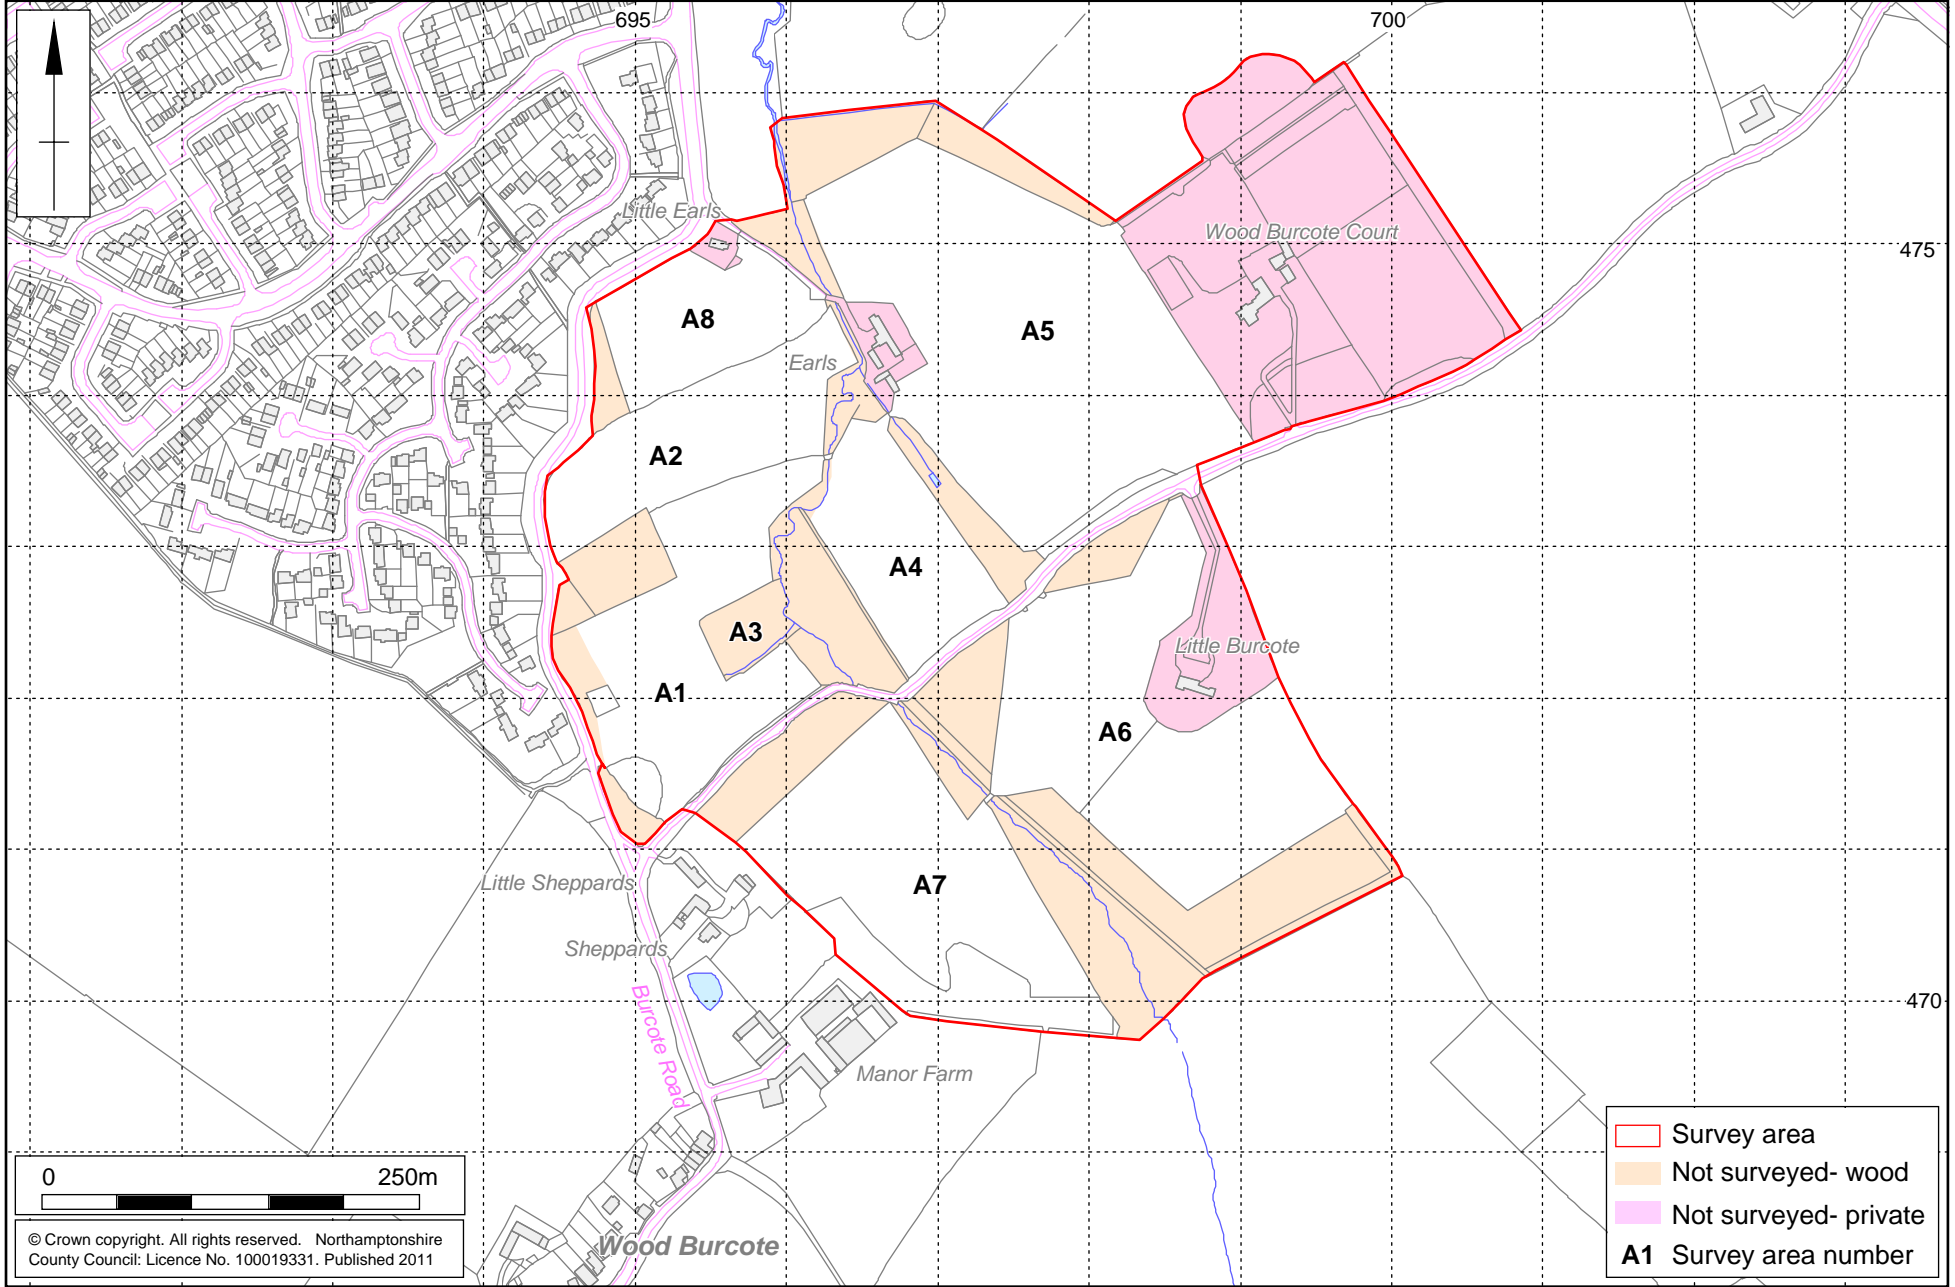 695
700
Little Earls
Wood Burcote Court
475
A8
A5
Earls
A2
A4
A3
Little Burcote
A1
A6
Little Sheppards
A7
Sheppards
Burcote Road
470
Manor Farm
Wood Burcote
0 250m
© Crown copyright. All rights reserved. Northamptonshire
County Council: Licence No. 100019331. Published 2011
Survey area
Not surveyed- wood
Not surveyed- private
A1 Survey area number